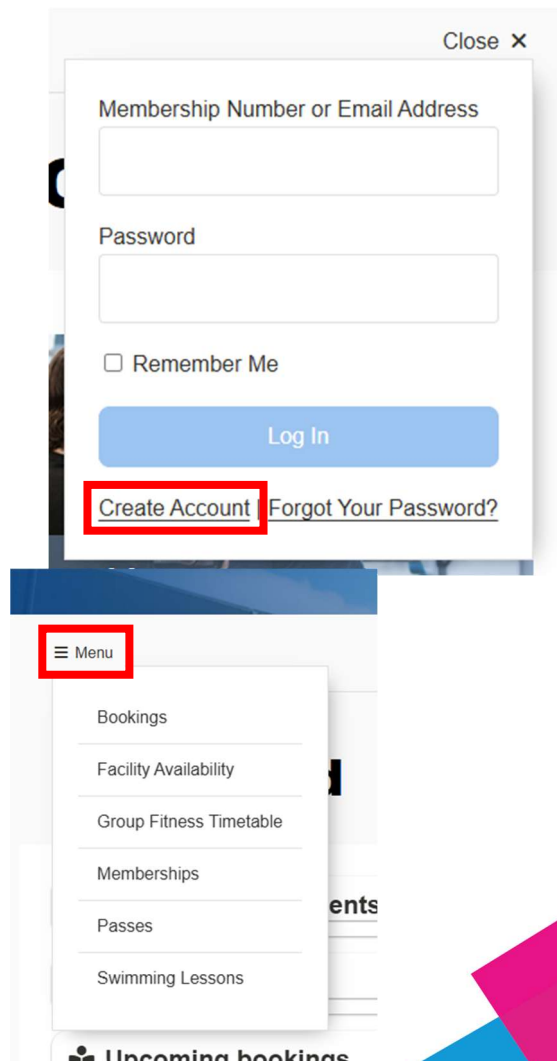 Close ×
Membership Number or Email Address
Password
Remember Me
Log In
Create Account | Forgot Your Password?
☰ Menu
Bookings
Facility Availability
Group Fitness Timetable
Memberships
ents
Passes
Swimming Lessons
Upcoming bookings